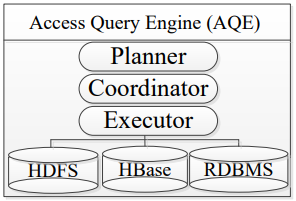 Access Query Engine (AQE)
Planner
Coordinator
Executor
HDFS HBase RDBMS